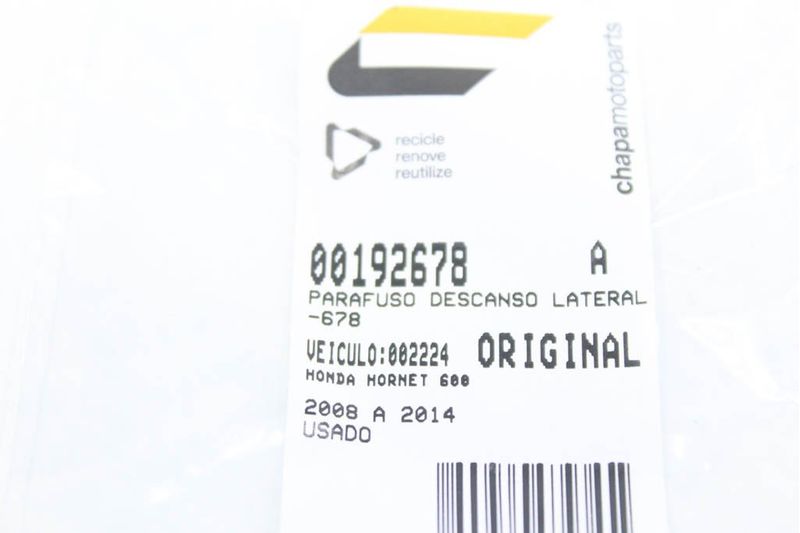 recicle
renove
reutilize
chapamotoparts
00192678 A
PARAFUSO DESCANSO LATERAL
-678
VEICULO:002224 ORIGINAL
HONDA HORNET 600
2008 A 2014
USADO